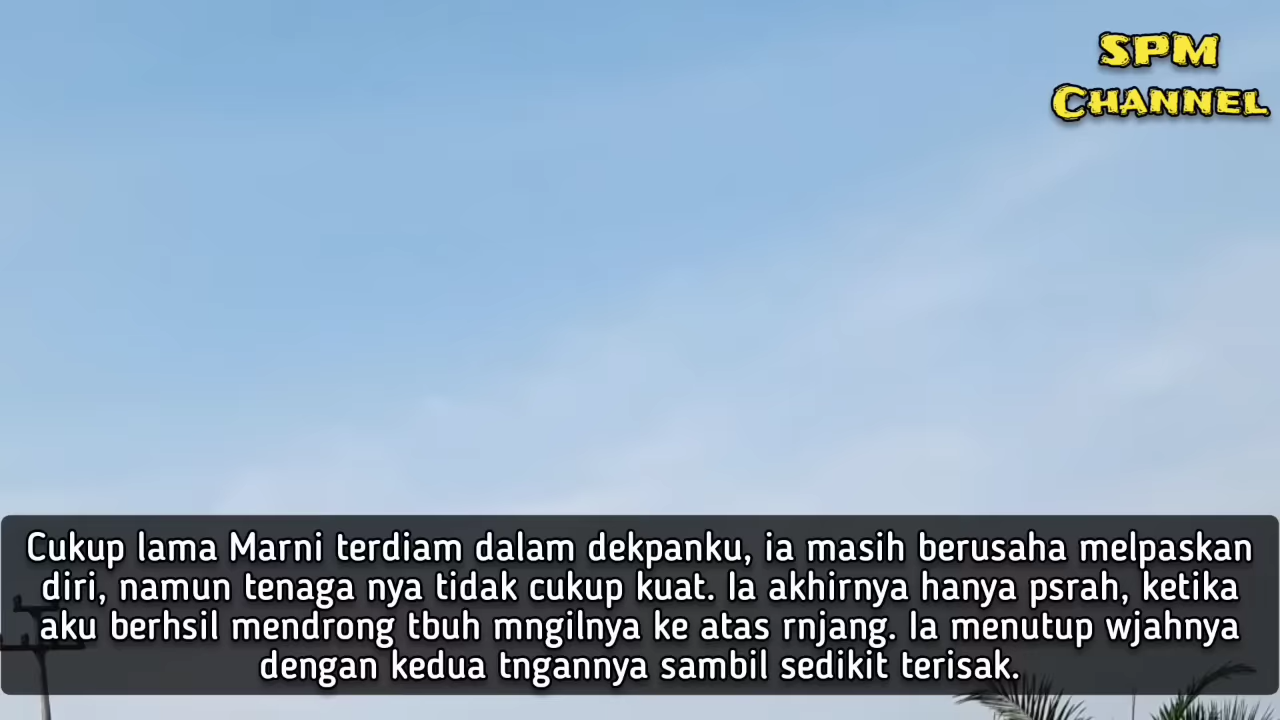 SPM
CHANNEL
Cukup lama Marni terdiam dalam dekpanku, ia masih berusaha melpaskan
diri, namun tenaga nya tidak cukup kuat. Ia akhirnya hanya psrah, ketika
aku berhsil mendrong tbuh mngilnya ke atas rnjang. Ia menutup wjahnya
dengan kedua tngannya sambil sedikit terisak.